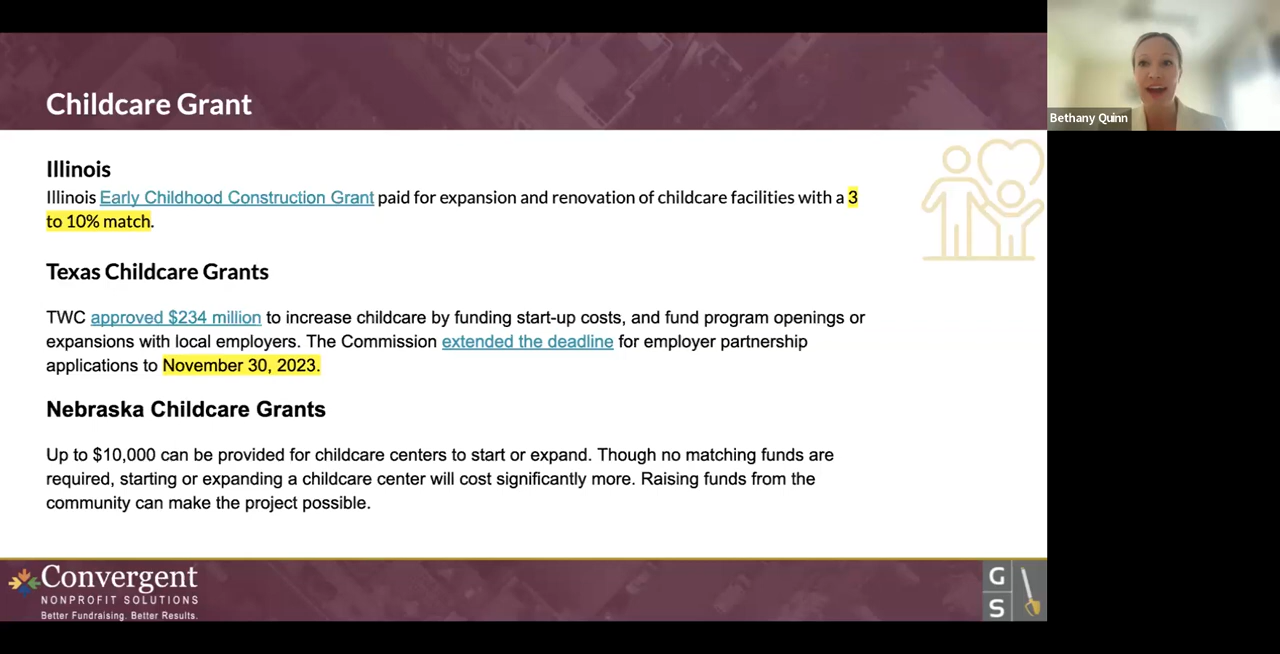 Childcare Grant
Bethany Quinn
Illinois
Illinois Early Childhood Construction Grant paid for expansion and renovation of childcare facilities with a 3
to 10% match.
Texas Childcare Grants
TWC approved $234 million to increase childcare by funding start-up costs, and fund program openings or
expansions with local employers. The Commission extended the deadline for employer partnership
applications to November 30, 2023.
Nebraska Childcare Grants
Up to $10,000 can be provided for childcare centers to start or expand. Though no matching funds are
required, starting or expanding a childcare center will cost significantly more. Raising funds from the
community can make the project possible.
Convergent
NONPROFIT SOLUTIONS
Better Fundraising. Better Results.
G
S